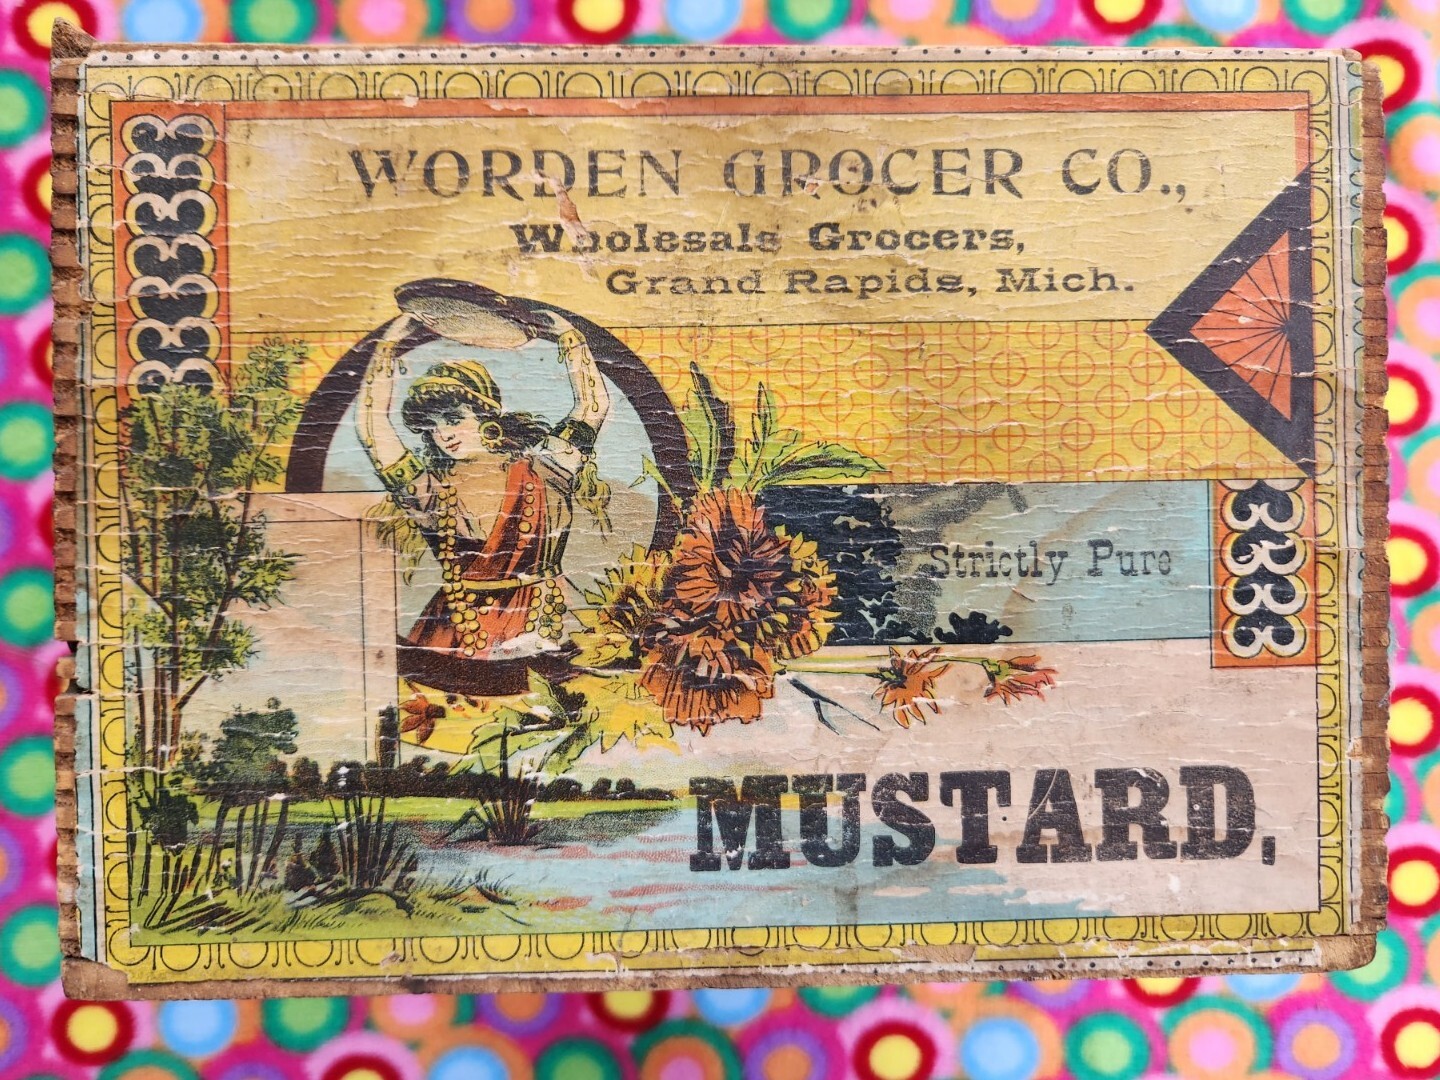 WORDEN GROCER CO.,
Wholesale Grocers,
Grand Rapids, Mich.
Strictly Pure
MUSTARD,